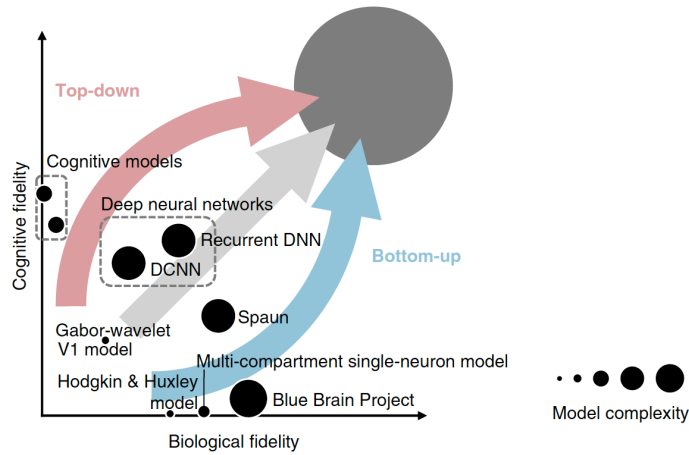 Top-down
Cognitive models
Deep neural networks
Recurrent DNN
DCNN
Bottom-up
Cognitive fidelity
Spaun
Gabor-wavelet
V1 model
Multi-compartment single-neuron model
Hodgkin & Huxley
model
Blue Brain Project
Model complexity
Biological fidelity